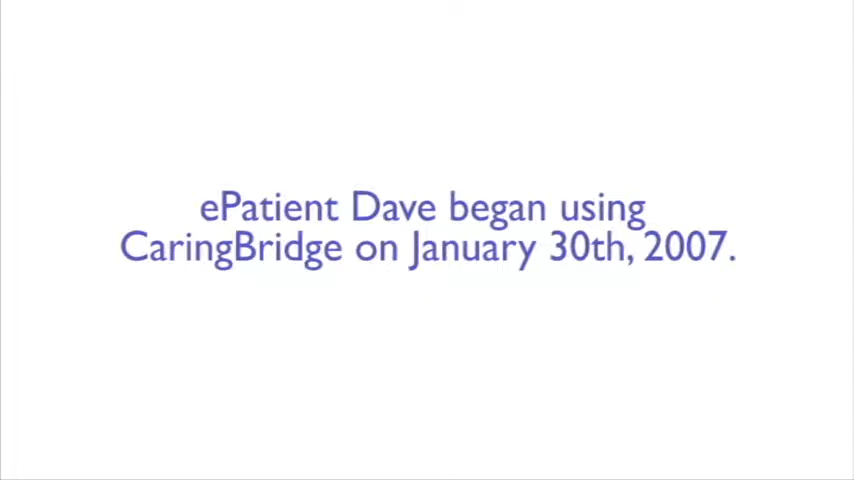 ePatient Dave began using
CaringBridge on January 30th, 2007.